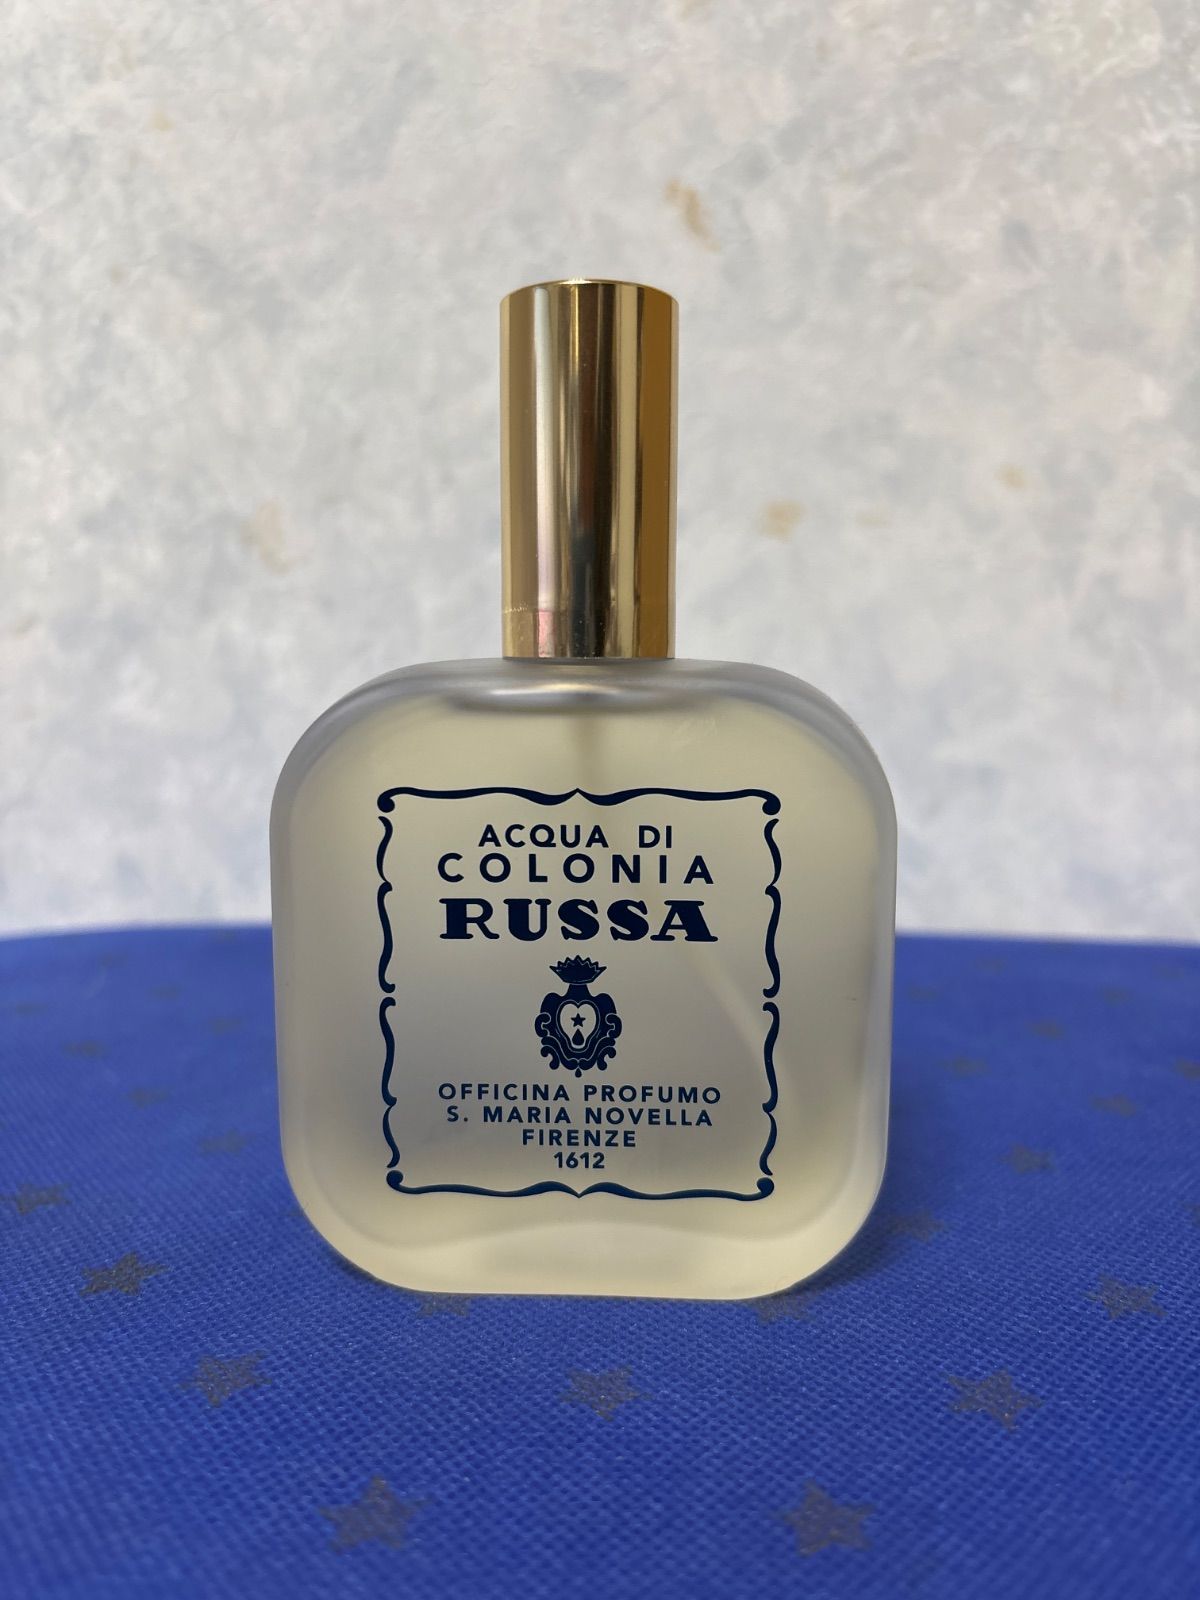 ACQUA DI
COLONIA
RUSSA
OFFICINA PROFUMO
S. MARIA NOVELLA
FIRENZE
1612